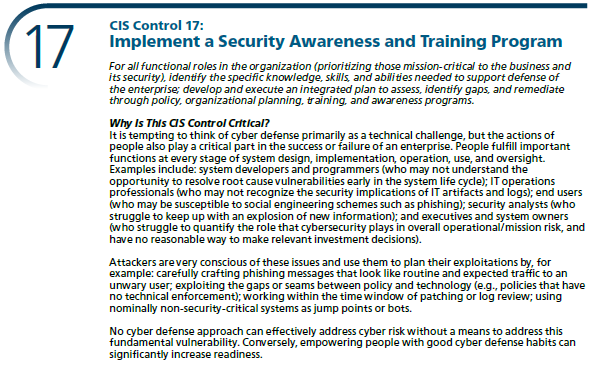 17
CIS Control 17:
Implement a Security Awareness and Training Program
For all functional roles in the organization (prioritizing those mission-critical to the business and
its security), identify the specific knowledge, skills, and abilities needed to support defense of
the enterprise; develop and execute an integrated plan to assess, identify gaps, and remediate
through policy, organizational planning, training, and awareness programs.
Why Is This CIS Control Critical?
It is tempting to think of cyber defense primarily as a technical challenge, but the actions of
people also play a critical part in the success or failure of an enterprise. People fulfill important
functions at every stage of system design, implementation, operation, use, and oversight.
Examples include: system developers and programmers (who may not understand the
opportunity to resolve root cause vulnerabilities early in the system life cycle); IT operations
professionals (who may not recognize the security implications of IT artifacts and logs); end users
(who may be susceptible to social engineering schemes such as phishing); security analysts (who
struggle to keep up with an explosion of new information); and executives and system owners
(who struggle to quantify the role that cybersecurity plays in overall operational/mission risk, and
have no reasonable way to make relevant investment decisions).
Attackers are very conscious of these issues and use them to plan their exploitations by, for
example: carefully crafting phishing messages that look like routine and expected traffic to an
unwary user; exploiting the gaps or seams between policy and technology (e.g., policies that have
no technical enforcement); working within the time window of patching or log review; using
nominally non-security-critical systems as jump points or bots.
No cyber defense approach can effectively address cyber risk without a means to address this
fundamental vulnerability. Conversely, empowering people with good cyber defense habits can
significantly increase readiness.